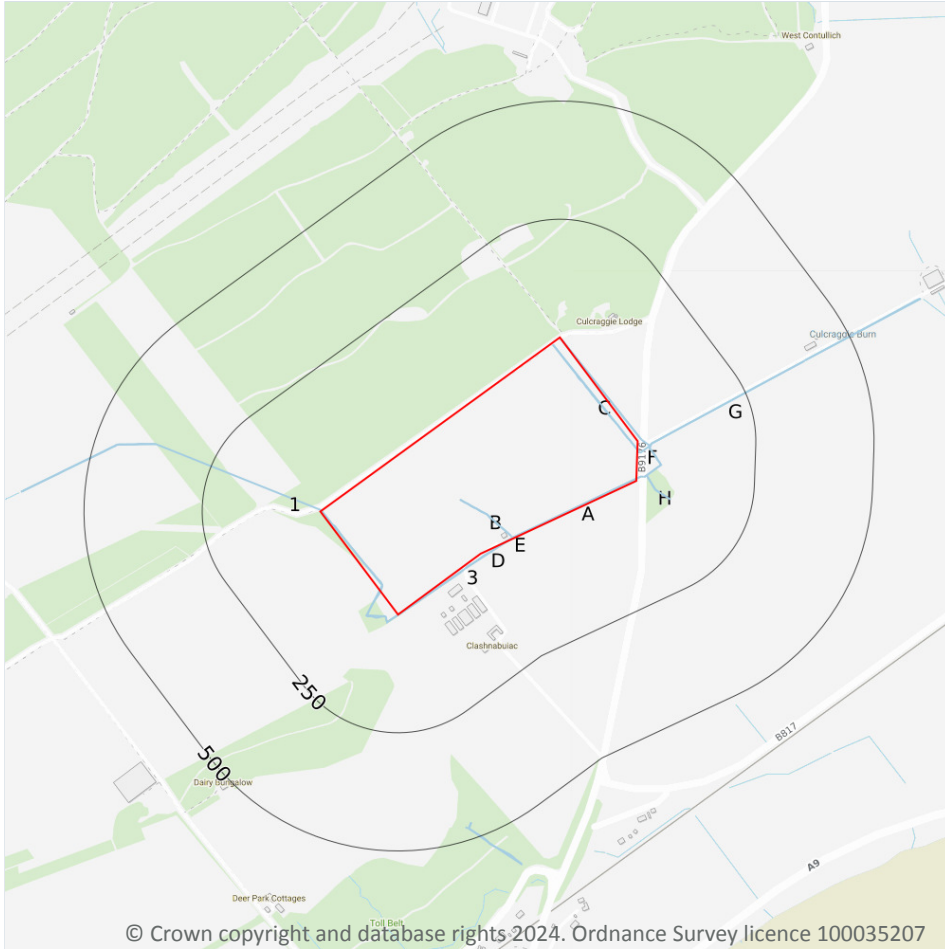 West Contullich
Culcraggie Lodge
Culcraggie Burn
C
G
B9176
F
H
1
A
B
E
D
3
Clashnabuiac
250
500
B817
Dairy Bungalow
A9
Deer Park Cottages
Toll Belt
© Crown copyright and database rights 2024. Ordnance Survey licence 100035207